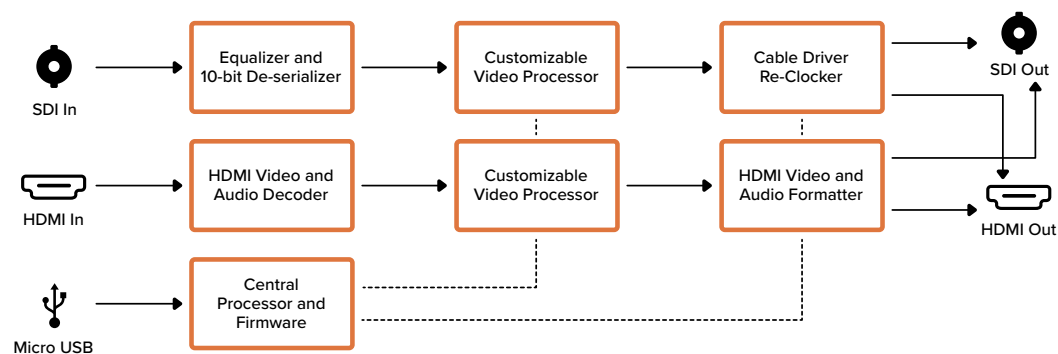 SDI In
Equalizer and
10-bit De-serializer
Customizable
Video Processor
Cable Driver
Re-Clocker
SDI Out
HDMI In
HDMI Video and
Audio Decoder
Customizable
Video Processor
HDMI Video and
Audio Formatter
HDMI Out
Micro USB
Central
Processor and
Firmware